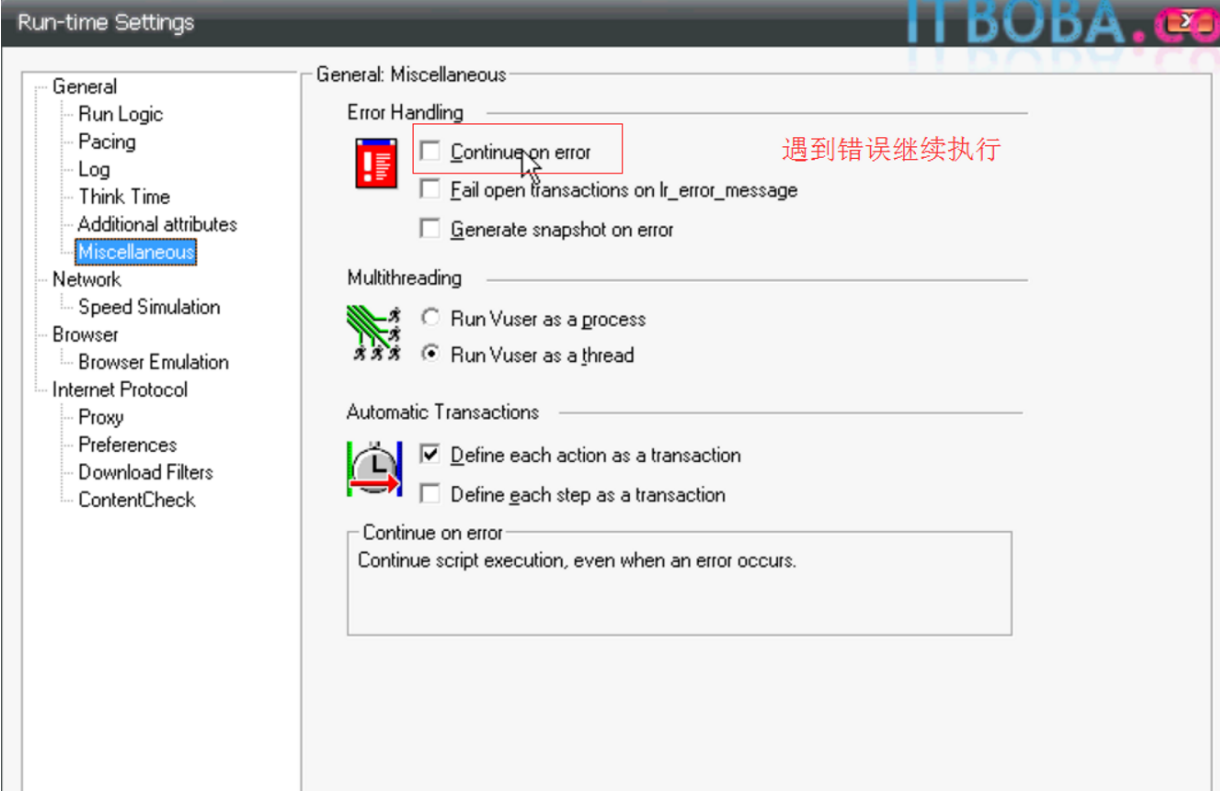 Run-time Settings
ITBOBA.co
General
Run Logic
Pacing
Log
Think Time
Additional attributes
Miscellaneous
Network
Speed Simulation
Browser
Browser Emulation
Internet Protocol
Proxy
Preferences
Download Filters
ContentCheck
General: Miscellaneous
Error Handling
Continue on error
遇到错误继续执行
Fail open transactions on lr_error_message
Generate snapshot on error
Multithreading
Run Vuser as a process
Run Vuser as a thread
Automatic Transactions
Define each action as a transaction
Define each step as a transaction
Continue on error
Continue script execution, even when an error occurs.